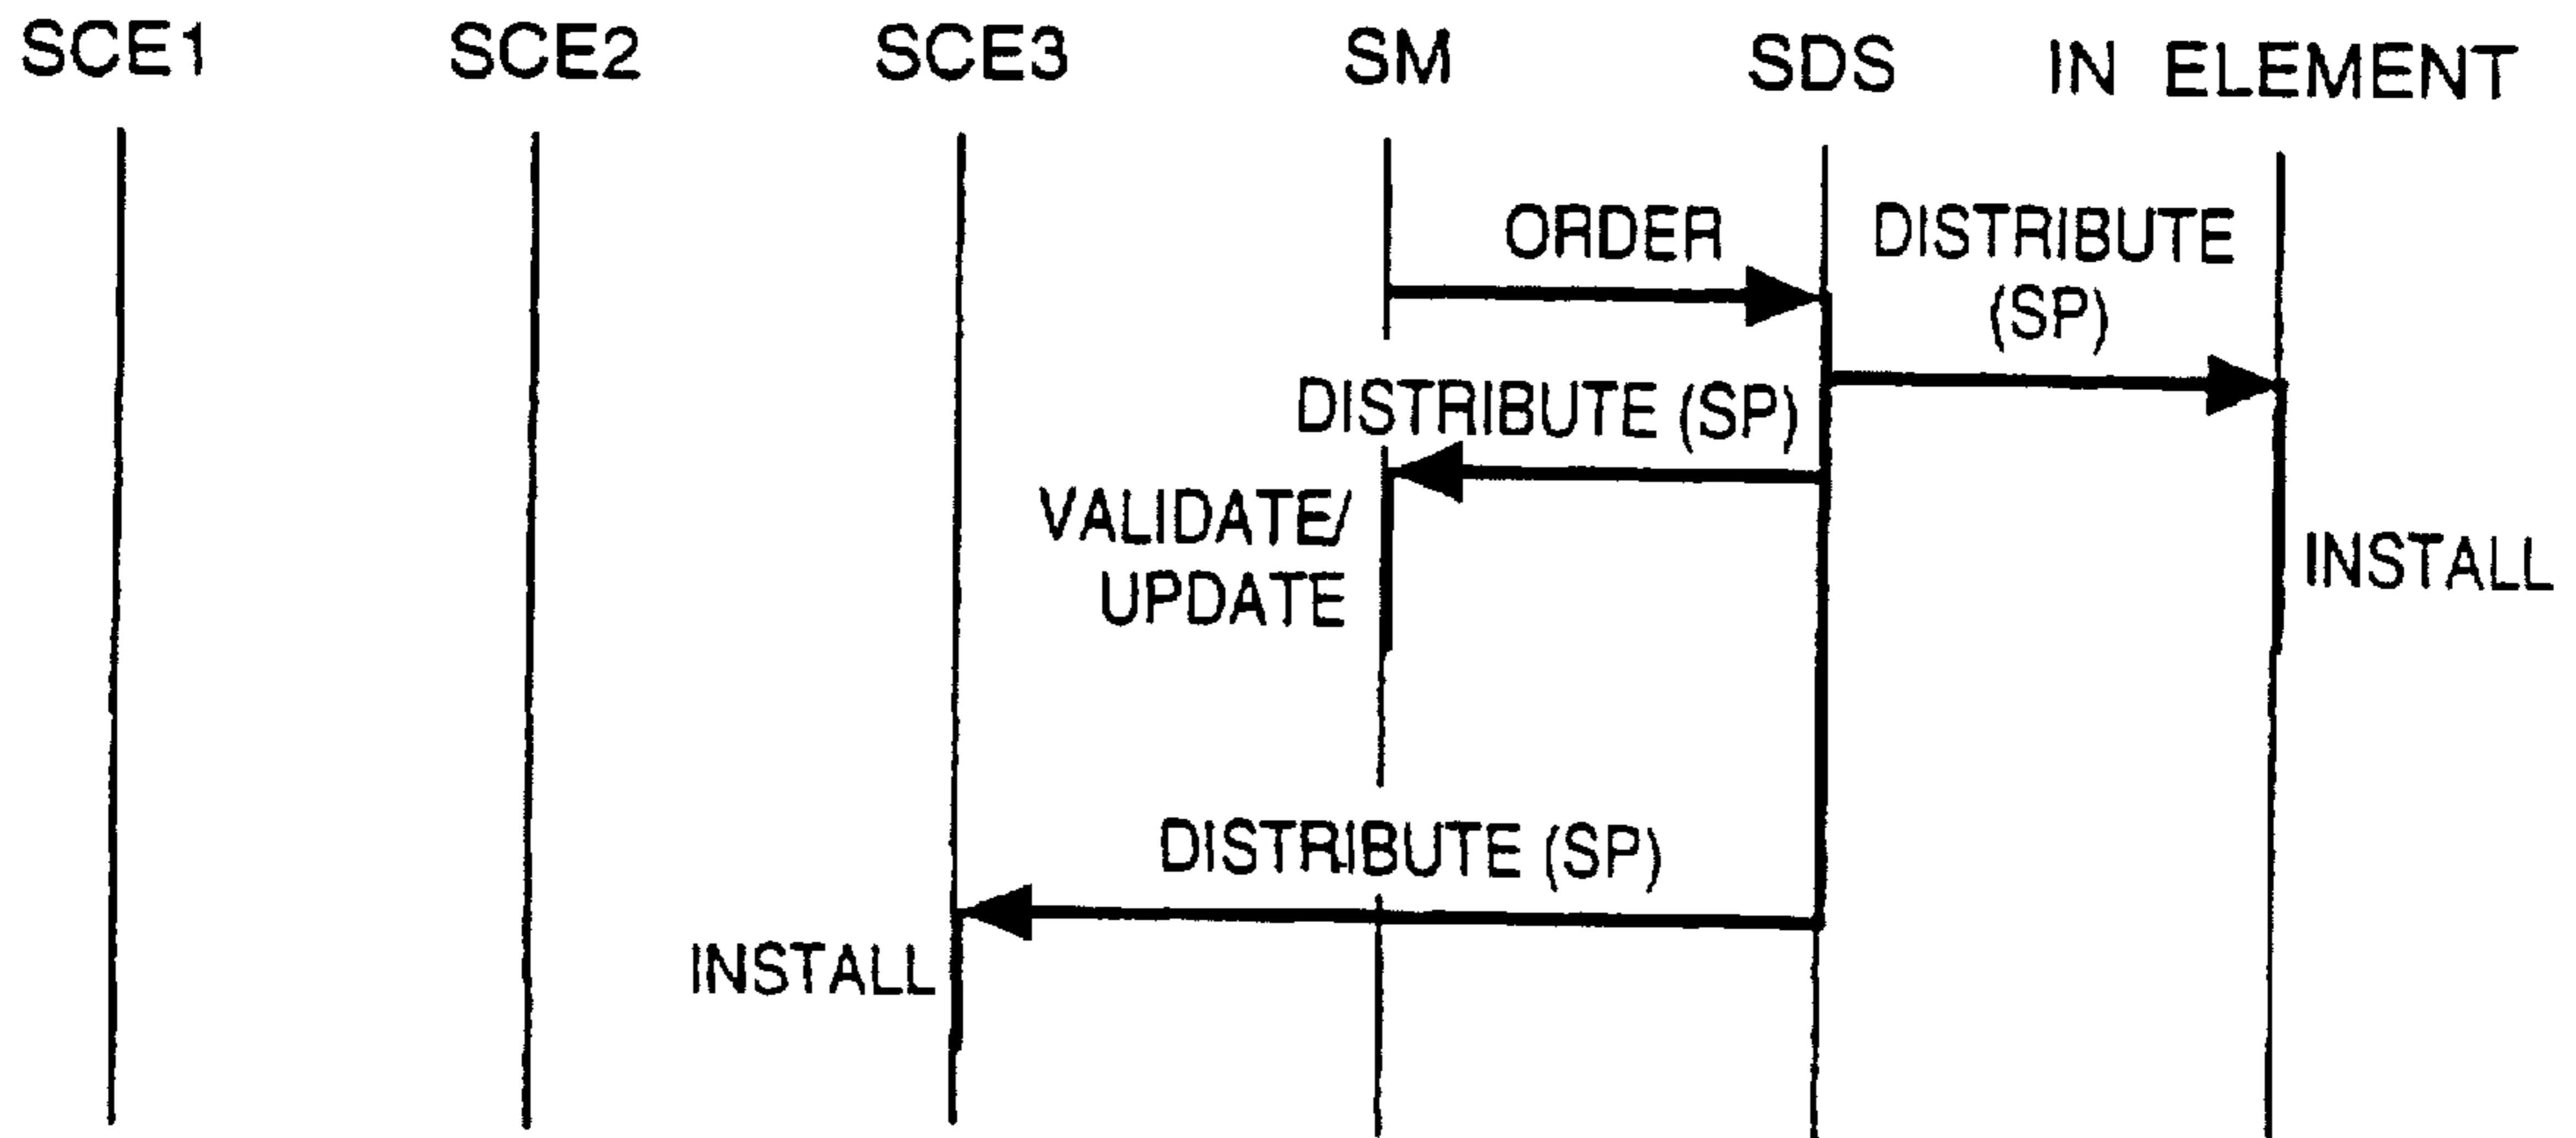 SCE1 SCE2 SCE3 SM SDS IN ELEMENT
ORDER
DISTRIBUTE
(SP)
DISTRIBUTE (SP)
VALIDATE/
UPDATE
INSTALL
DISTRIBUTE (SP)
INSTALL